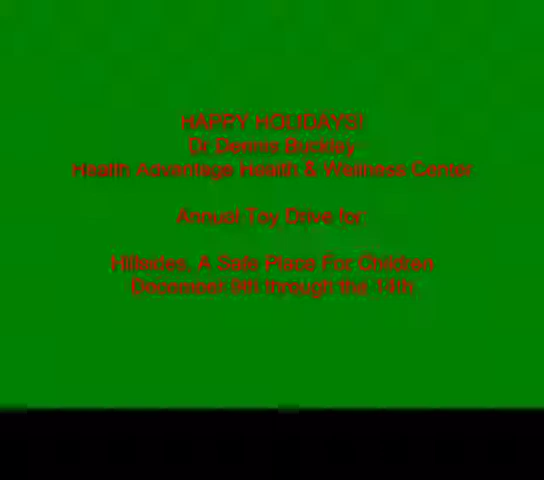 HAPPY HOLIDAYS!
Dr. Dennis Buckley
Health Advantage Health & Wellness Center
Annual Toy Drive for:
Hillsides, A Safe Place For Children
December 9th through the 14th